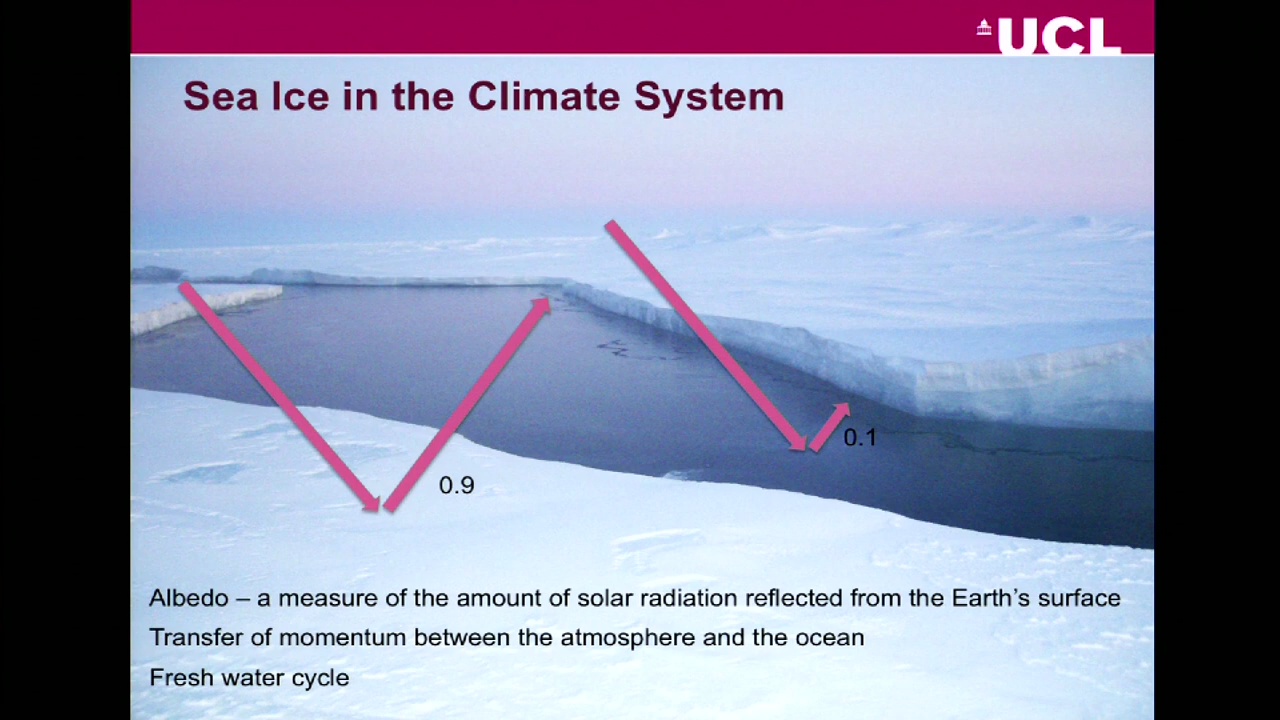 UCL
Sea Ice in the Climate System
0.1
0.9
Albedo – a measure of the amount of solar radiation reflected from the Earth’s surface
Transfer of momentum between the atmosphere and the ocean
Fresh water cycle